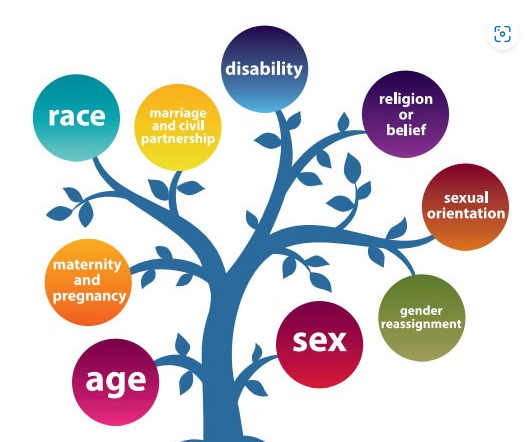 disability
race
marriage
and civil
partnership
religion
or
belief
sexual
orientation
maternity
and
pregnancy
gender
reassignment
sex
age